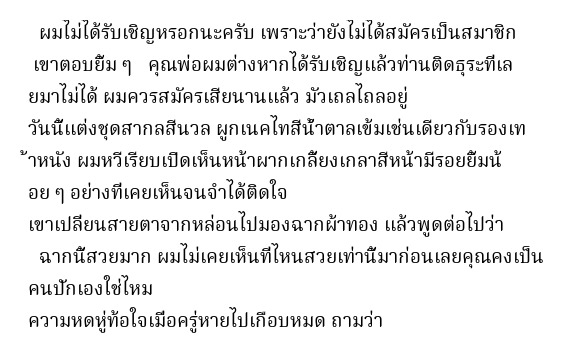 ผมไม่ได้รับเชิญหรอกนะครับ เพราะว่ายังไม่ได้สมัครเป็นสมาชิก
เขาตอบยิ้ม ๆ คุณพ่อผมต่างหากได้รับเชิญแล้วท่านติดธุระทีเล
ยมาไม่ได้ ผมควรสมัครเสียนานแล้ว มัวเถลไถลอยู่
วันนี้แต่งชุดสากลสีนวล ผูกเนคไทสีน้ำตาลเข้มเช่นเดียวกับรองเท
้าหนัง ผมหวีเรียบเปิดเห็นหน้าผากเกลี้ยงเกลาสีหน้ามีรอยยิ้มน้
อย ๆ อย่างที่เคยเห็นจนจำได้ติดใจ
เขาเปลี่ยนสายตาจากหล่อนไปมองฉากผ้าทอง แล้วพูดต่อไปว่า
ฉากนี้สวยมาก ผมไม่เคยเห็นที่ไหนสวยเท่านี้มาก่อนเลยคุณคงเป็น
คนปักเองใช่ไหม
ความหดหู่ท้อใจเมื่อครู่หายไปเกือบหมด ถามว่า